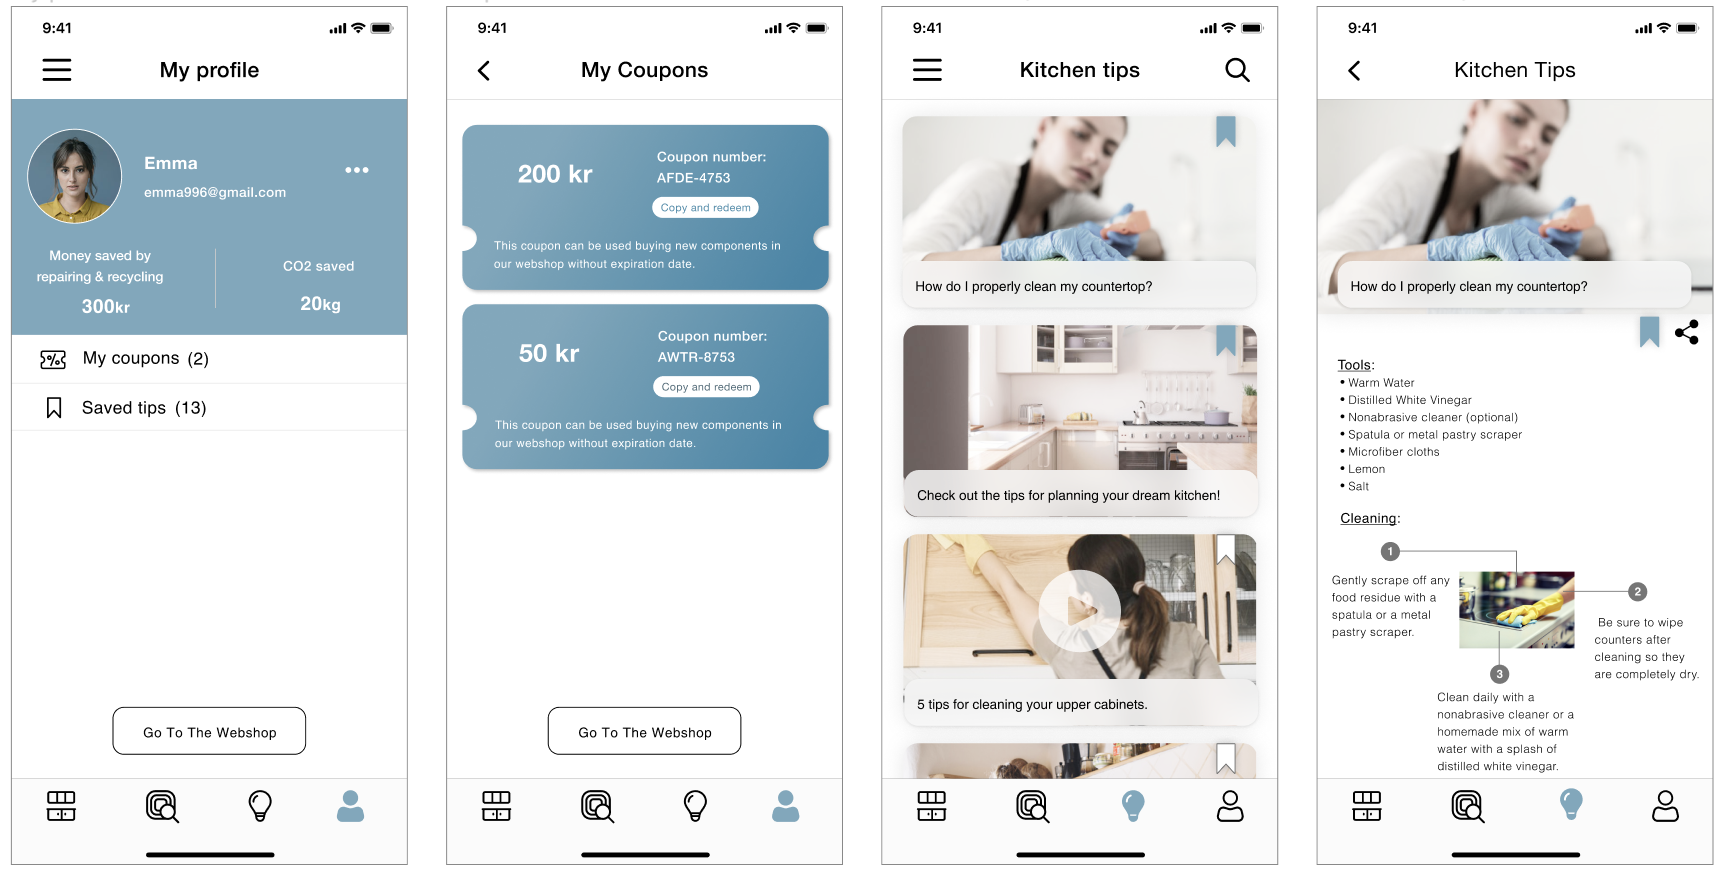 9:41
My profile
Emma
emma996@gmail.com
Money saved by
repairing & recycling
300kr
CO2 saved
20kg
My coupons (2)
Saved tips (13)
Go To The Webshop
9:41
My Coupons
200 kr
Coupon number:
AFDE-4753
Copy and redeem
This coupon can be used buying new components in
our webshop without expiration date.
50 kr
Coupon number:
AWTR-8753
Copy and redeem
This coupon can be used buying new components in
our webshop without expiration date.
Go To The Webshop
9:41
Kitchen tips
How do I properly clean my countertop?
Check out the tips for planning your dream kitchen!
5 tips for cleaning your upper cabinets.
9:41
Kitchen Tips
How do I properly clean my countertop?
Tools:
• Warm Water
• Distilled White Vinegar
• Nonabrasive cleaner (optional)
• Spatula or metal pastry scraper
• Microfiber cloths
• Lemon
• Salt
Cleaning:
1
Gently scrape off any
food residue with a
spatula or a metal
pastry scraper.
2
Be sure to wipe
counters after
cleaning so they
are completely dry.
3
Clean daily with a
nonabrasive cleaner or a
homemade mix of warm
water with a splash of
distilled white vinegar.